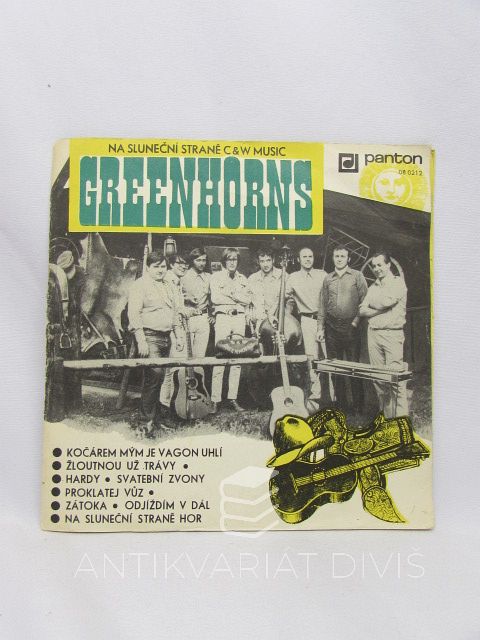 NA SLUNEČNÍ STRANĚ C&W MUSIC
GREENHORNS
panton
08 0212
● KOČÁREM MÝM JE VAGON UHLÍ
● ŽLOUTNOU UŽ TRÁVY ●
● HARDY ● SVATEBNÍ ZVONY
● PROKLATEJ VŮZ ●
● ZÁTOKA ● ODJÍŽDÍM V DÁL
● NA SLUNEČNÍ STRANĚ HOR
ANTIKVARIÁT DIVIŠ